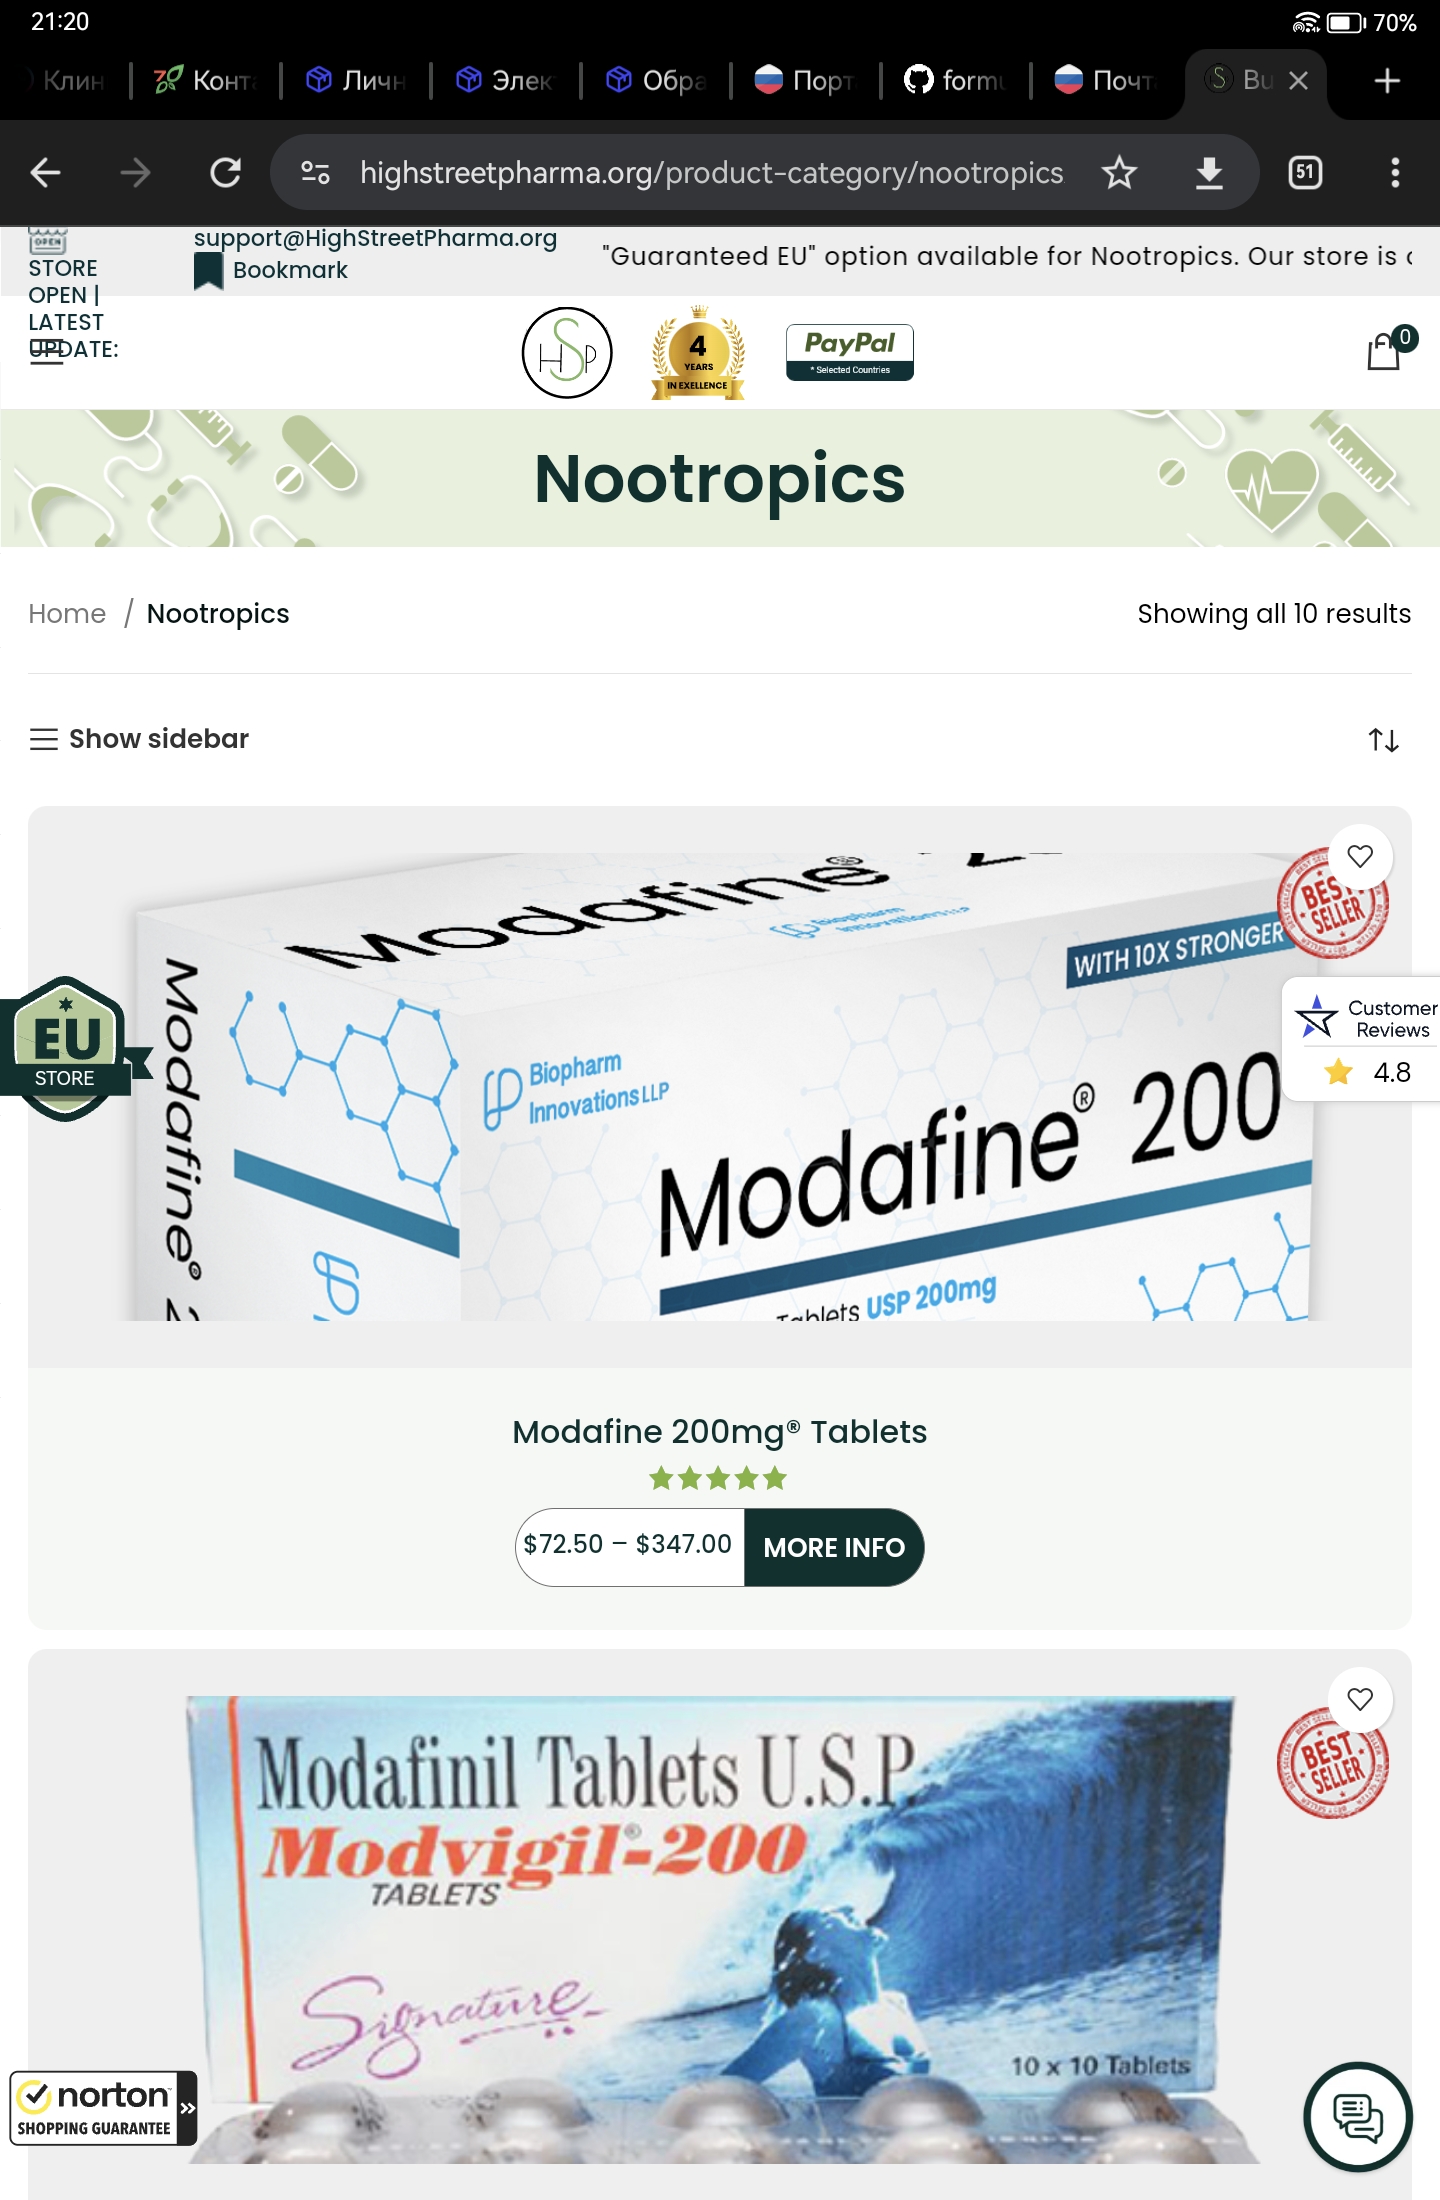 21:20
70%
Клин
Конта
Личн
Элек
Обра
Порт
formu
Почт
Bu
highstreetpharma.org/product-category/nootropics
51
OPEN
STORE
OPEN |
LATEST
UPDATE:
support@HighStreetPharma.org
Bookmark
"Guaranteed EU" option available for Nootropics. Our store is
HSP
4
YEARS
IN EXELLENCE
PayPal
* Selected Countries
0
Nootropics
Home / Nootropics
Showing all 10 results
Show sidebar
Modafine®
Biopharm
Innovations LLP
WITH 10X STRONGER
BEST
SELLER
Modafine® 2
EU
STORE
Biopharm
Innovations LLP
Modafine® 200
Tablets USP 200mg
Customer
Reviews
4.8
Modafine 200mg® Tablets
$72.50 – $347.00
MORE INFO
BEST
SELLER
Modafinil Tablets U.S.P.
Modvigil®-200
TABLETS
Signature
10 x 10 Tablets
norton
SHOPPING GUARANTEE